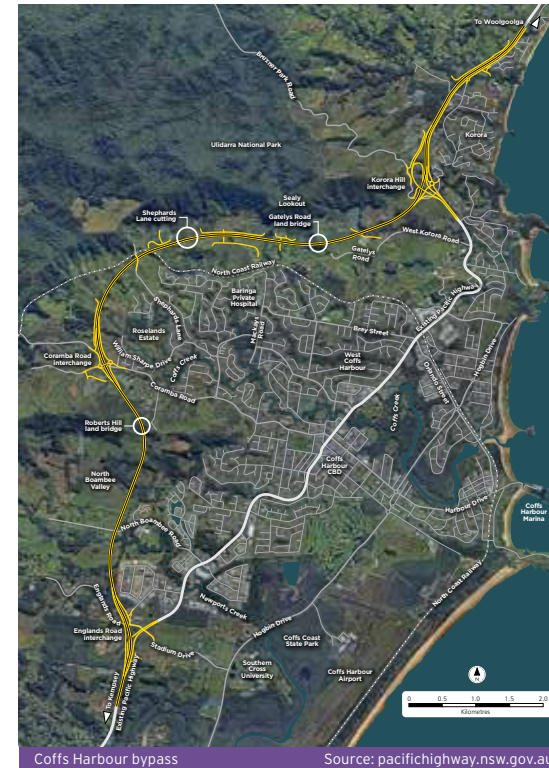 To Woolgoolga
Bruxner Park Road
Korora
Ulidarra National Park
Korora Hill
interchange
Sealy
Lookout
Shephards
Lane cutting
Gatelys Road
land bridge
West Korora Road
Gatelys
Road
North Coast Railway
Existing Pacific Highway
Baringa
Private
Hospital
Shephards Lane
Mackays
Road
Bray Street
Hogbin Drive
Roselands
Estate
William Sharpe Drive
Coramba Road
interchange
Coffs Creek
West
Coffs
Harbour
Orlando Street
Coramba Road
Coffs Creek
Roberts Hill
land bridge
Coffs
Harbour
CBD
North
Boambee
Valley
Harbour Drive
Coffs
Harbour
Marina
North Boambee
Road
North Coast Railway
Englands Road
Newports Creek
Hogbin Drive
Englands Road
interchange
Coffs Coast
State Park
Stadium Drive
Southern
Cross
University
Coffs Harbour
Airport
To Kempsey
Existing Pacific Highway
N
0 0.5 1.0 1.5 2.0
Kilometres
Coffs Harbour bypass Source: pacifichighway.nsw.gov.au